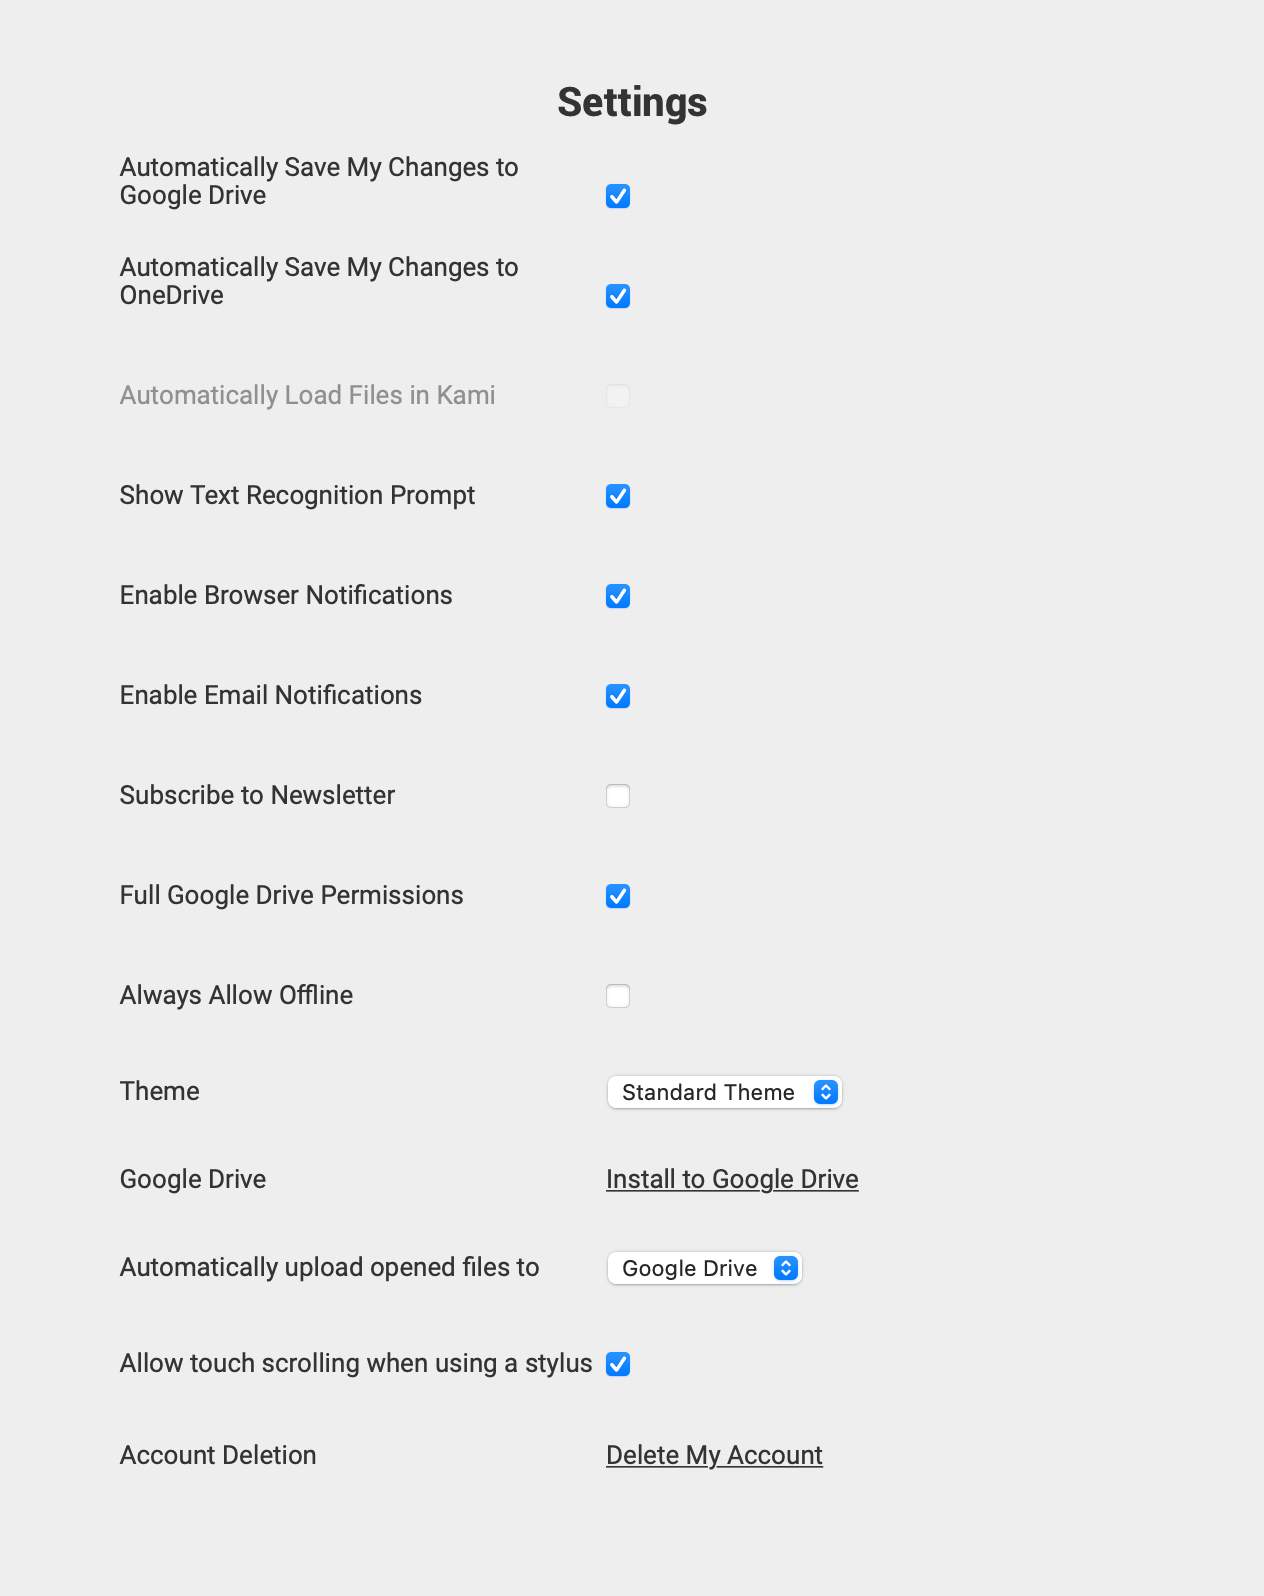 Settings
Automatically Save My Changes to
Google Drive
Automatically Save My Changes to
OneDrive
Automatically Load Files in Kami
Show Text Recognition Prompt
Enable Browser Notifications
Enable Email Notifications
Subscribe to Newsletter
Full Google Drive Permissions
Always Allow Offline
Theme Standard Theme
Google Drive Install to Google Drive
Automatically upload opened files to Google Drive
Allow touch scrolling when using a stylus
Account Deletion Delete My Account